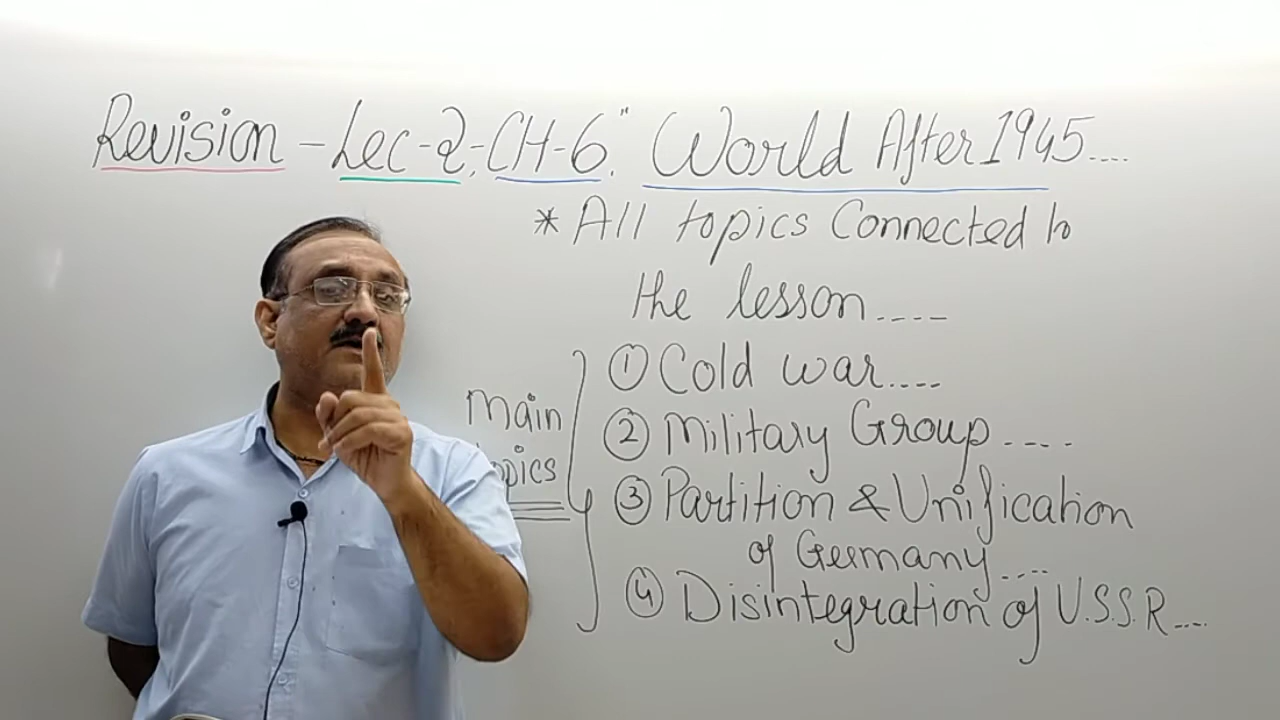 Revision - Lec-2, CH-6, " World After 1945....
* All topics Connected to
the lesson.....
Main
① Cold war....
② Military Group....
③ Partition & Unification
of Germany....
④ Disintegration of U.S.S.R....